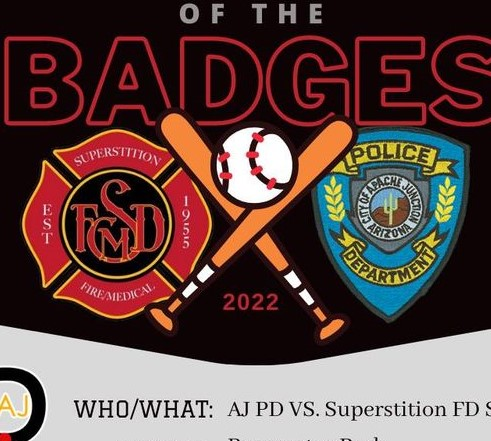 OF THE
BADGES
SUPERSTITION
EST
1955
SFMD
FIRE/MEDICAL
POLICE
CITY OF APACHE JUNCTION
ARIZONA
DEPARTMENT
2022
AJ
WHO/WHAT: AJ PD VS. Superstition FD S